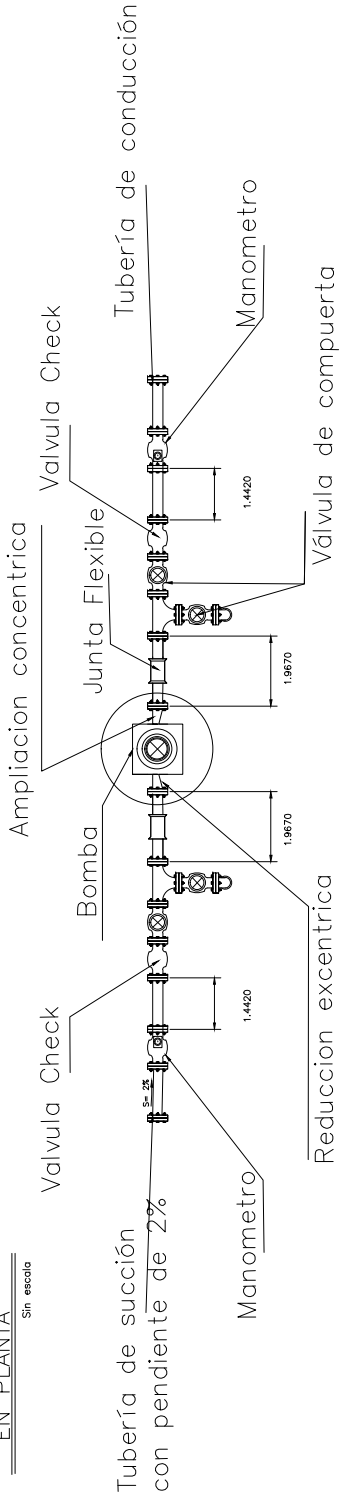 EN PLANTA
Sin escala
Tubería de succión
con pendiente de 2%
Valvula Check
Manometro
S= 2%
1.4420
Bomba
Reduccion excentrica
1.9670
Ampliacion concentrica
Junta Flexible
1.9670
Valvula Check
Válvula de compuerta
1.4420
Manometro
Tubería de conducción